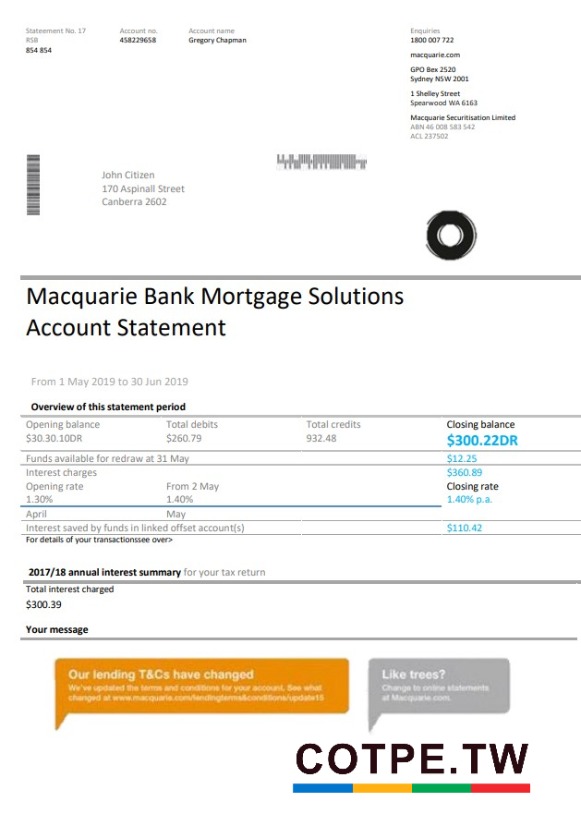 Stateement No. 17
RSB
854 854
Account no.
458229658
Account name
Gregory Chapman
Enquiries
1800 007 722
macquarie.com
GPO Bex 2520
Sydney NSW 2001
1 Shelley Street
Spearwood WA 6163
Macquarie Securitisation Limited
ABN 46 008 583 542
ACL 237502
John Citizen
170 Aspinall Street
Canberra 2602
Macquarie Bank Mortgage Solutions
Account Statement
From 1 May 2019 to 30 Jun 2019
Overview of this statement period
Opening balance Total debits Total credits Closing balance
$30.30.10DR $260.79 932.48 $300.22DR
Funds available for redraw at 31 May $12.25
Interest charges $360.89
Opening rate From 2 May Closing rate
1.30% 1.40% 1.40% p.a.
April May
Interest saved by funds in linked offset account(s) $110.42
For details of your transactionssee over>
2017/18 annual interest summary for your tax return
Total interest charged
$300.39
Your message
Our lending T&Cs have changed
We've updated the terms and conditions for your account. See what
changed at www.macquarie.com/lendingterms&conditions/update15
Like trees?
Change to online statements
at Macquarie.com.
COTPE.TW